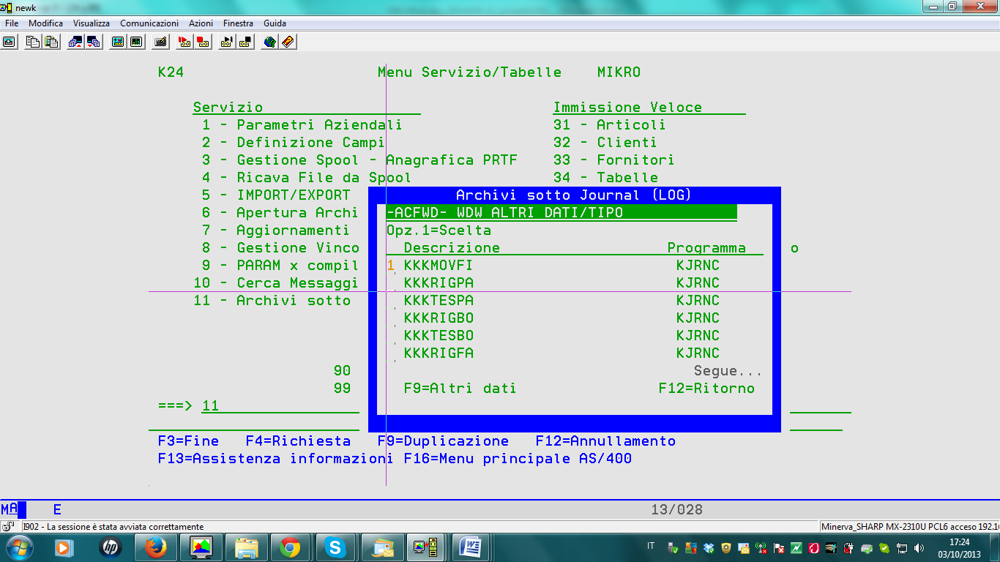 newk
File Modifica Visualizza Comunicazioni Azioni Finestra Guida
K24 Menu Servizio/Tabelle MIKRO
Servizio Immissione Veloce
1 - Parametri Aziendali 31 - Articoli
2 - Definizione Campi 32 - Clienti
3 - Gestione Spool - Anagrafica PRTF 33 - Fornitori
4 - Ricava File da Spool 34 - Tabelle
5 - IMPORT/EXPORT Archivi sotto Journal (LOG)
6 - Apertura Archi -ACFWD- WDW ALTRI DATI/TIPO
7 - Aggiornamenti Opz.1=Scelta
8 - Gestione Vinco Descrizione Programma o
9 - PARAM x compil 1 KKKMOVFI KJRNC
10 - Cerca Messaggi KKKRIGPA KJRNC
11 - Archivi sotto KKKTESPA KJRNC
KKKRIGBO KJRNC
KKKTESBO KJRNC
KKKRIGFA KJRNC
90 Segue...
99 F9=Altri dati F12=Ritorno
===> 11
F3=Fine F4=Richiesta F9=Duplicazione F12=Annullamento
F13=Assistenza informazioni F16=Menu principale AS/400
MA E 13/028
I902 - La sessione è stata avviata correttamente Minerva_SHARP MX-2310U PCL6 acceso 192.16
IT 17:24
03/10/2013